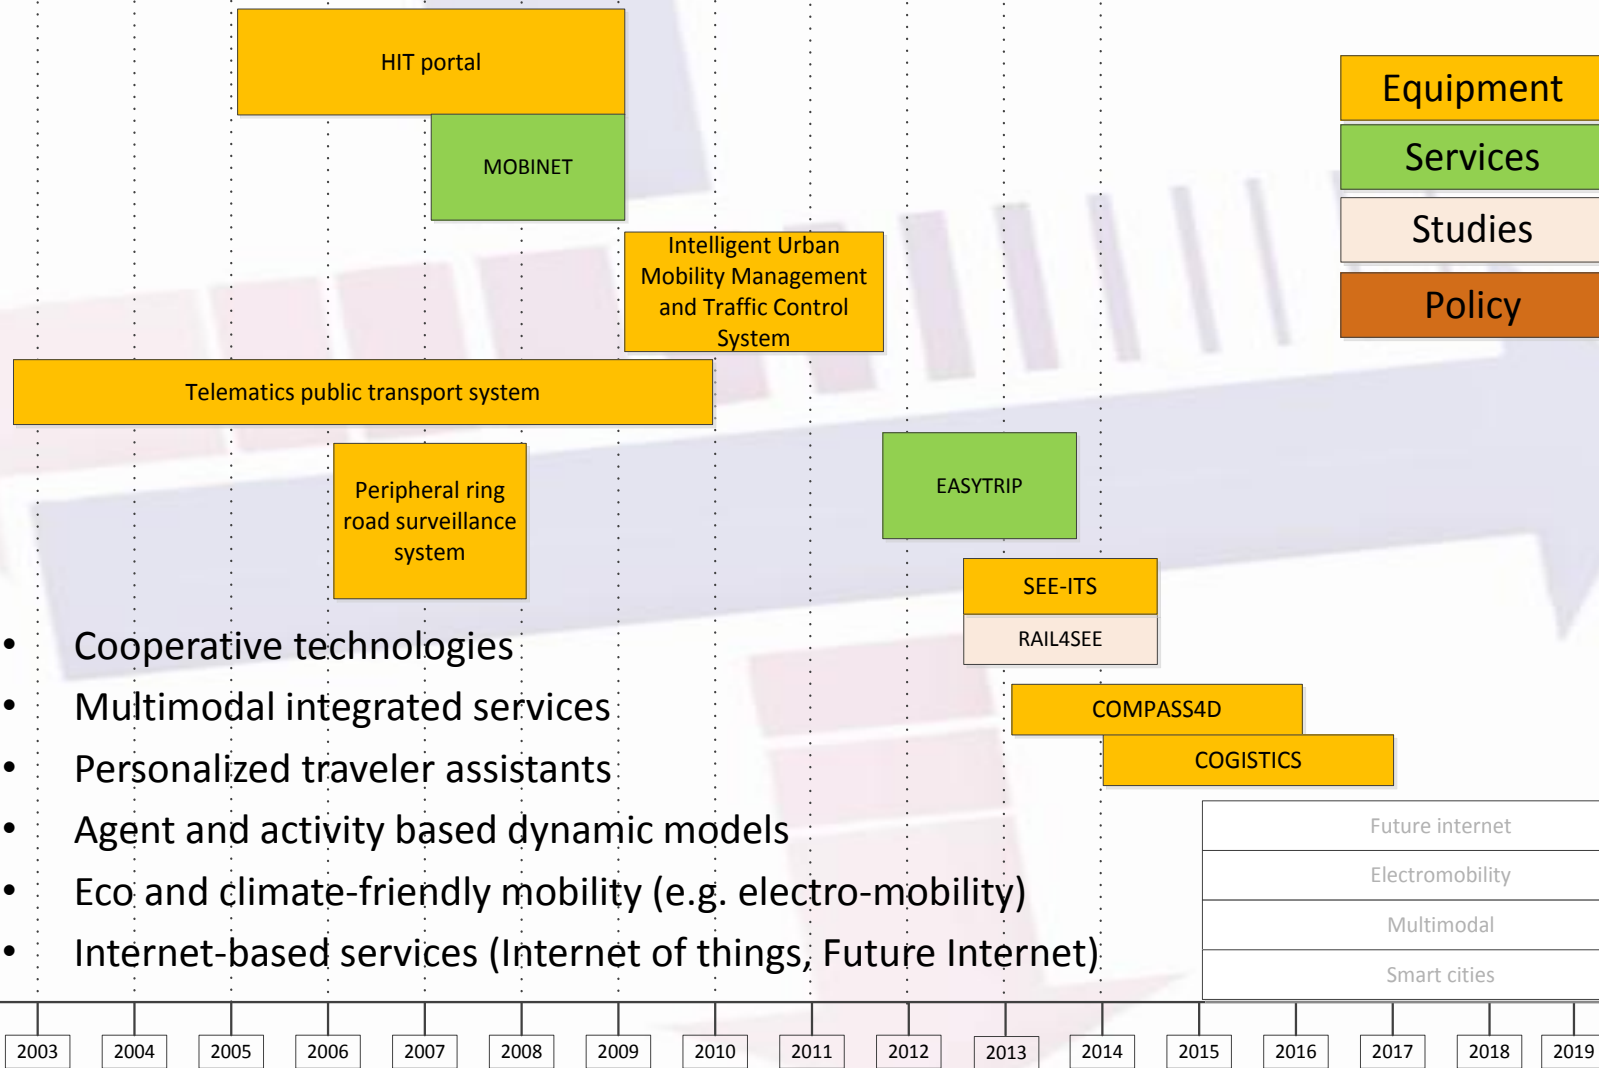 HIT portal
MOBINET
Intelligent Urban
Mobility Management
and Traffic Control
System
Telematics public transport system
Peripheral ring
road surveillance
system
EASYTRIP
SEE-ITS
RAIL4SEE
COMPASS4D
COGISTICS
Equipment
Services
Studies
Policy
• Cooperative technologies
• Multimodal integrated services
• Personalized traveler assistants
• Agent and activity based dynamic models
• Eco and climate-friendly mobility (e.g. electro-mobility)
• Internet-based services (Internet of things, Future Internet)
Future internet
Electromobility
Multimodal
Smart cities
2003 2004 2005 2006 2007 2008 2009 2010 2011 2012 2013 2014 2015 2016 2017 2018 2019